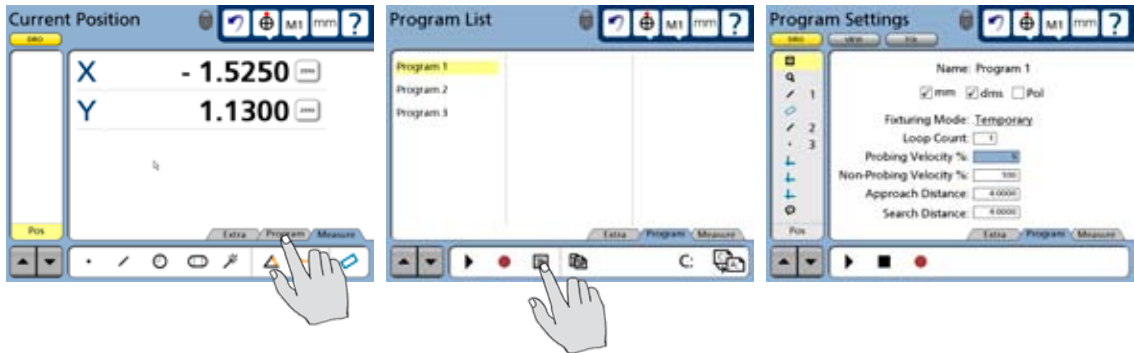 Current Position
M1
mm
?
DRO
X
- 1.5250
Y
1.1300
Pos
Extra
Program
Measure
Program List
M1
mm
?
Program 1
Program 2
Program 3
Extra
Program
Measure
C:
Program Settings
M1
mm
?
DRO
VIEW
Name: Program 1
1
mm
dms
Pol
Fixturing Mode: Temporary
2
Loop Count: 1
3
Probing Velocity %: 5
Non-Probing Velocity %: 100
Approach Distance: 4.0000
Search Distance: 4.0000
Pos
Extra
Program
Measure